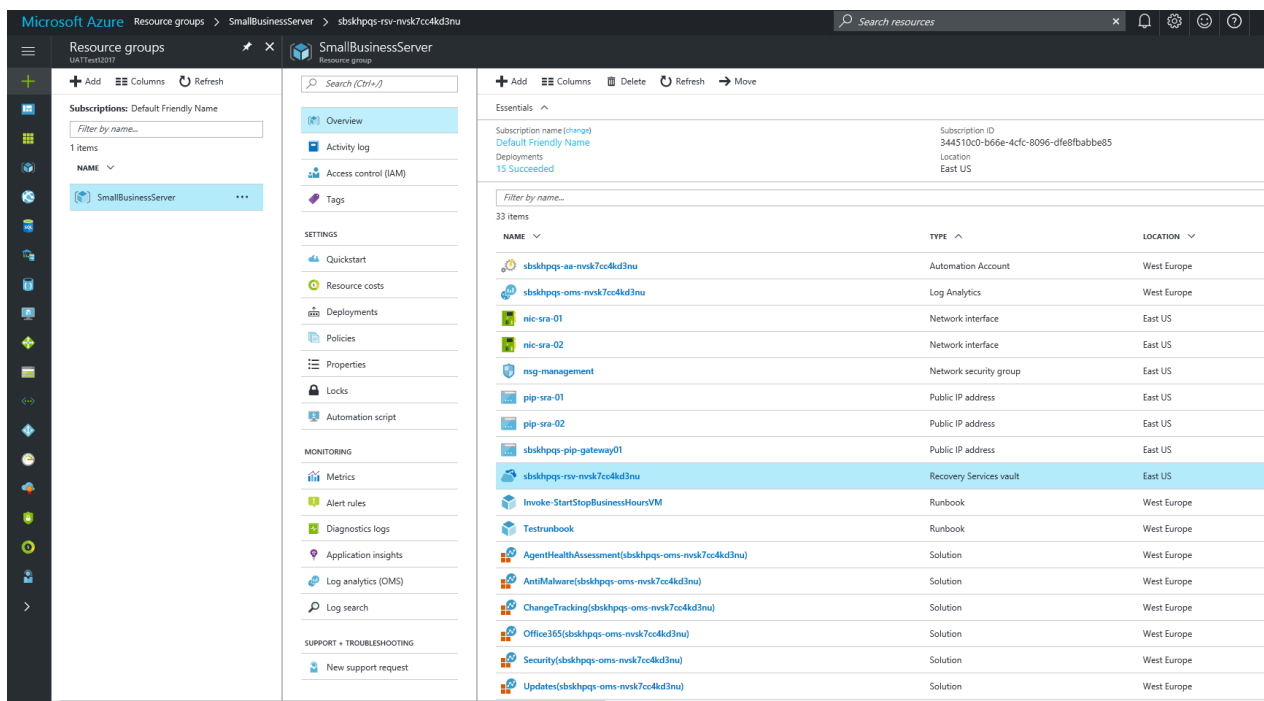 Microsoft Azure Resource groups > SmallBusinessServer > sbskhpqs-rsv-nvsk7cc4kd3nu
Search resources
Resource groups
UATTest12017
Add Columns Refresh
Subscriptions: Default Friendly Name
Filter by name...
1 items
NAME
SmallBusinessServer ...
SmallBusinessServer
Resource group
Search (Ctrl+/)
Overview
Activity log
Access control (IAM)
Tags
SETTINGS
Quickstart
Resource costs
Deployments
Policies
Properties
Locks
Automation script
MONITORING
Metrics
Alert rules
Diagnostics logs
Application insights
Log analytics (OMS)
Log search
SUPPORT + TROUBLESHOOTING
New support request
Add Columns Delete Refresh Move
Essentials
Subscription name (change)
Default Friendly Name
Deployments
15 Succeeded
Subscription ID
344510c0-b66e-4cfc-8096-dfe8fbabbe85
Location
East US
Filter by name...
33 items
NAME TYPE LOCATION
sbskhpqs-aa-nvsk7cc4kd3nu Automation Account West Europe
sbskhpqs-oms-nvsk7cc4kd3nu Log Analytics West Europe
nic-sra-01 Network interface East US
nic-sra-02 Network interface East US
nsg-management Network security group East US
pip-sra-01 Public IP address East US
pip-sra-02 Public IP address East US
sbskhpqs-pip-gateway01 Public IP address East US
sbskhpqs-rsv-nvsk7cc4kd3nu Recovery Services vault East US
Invoke-StartStopBusinessHoursVM Runbook West Europe
Testrunbook Runbook West Europe
AgentHealthAssessment(sbskhpqs-oms-nvsk7cc4kd3nu) Solution West Europe
AntiMalware(sbskhpqs-oms-nvsk7cc4kd3nu) Solution West Europe
ChangeTracking(sbskhpqs-oms-nvsk7cc4kd3nu) Solution West Europe
Office365(sbskhpqs-oms-nvsk7cc4kd3nu) Solution West Europe
Security(sbskhpqs-oms-nvsk7cc4kd3nu) Solution West Europe
Updates(sbskhpqs-oms-nvsk7cc4kd3nu) Solution West Europe